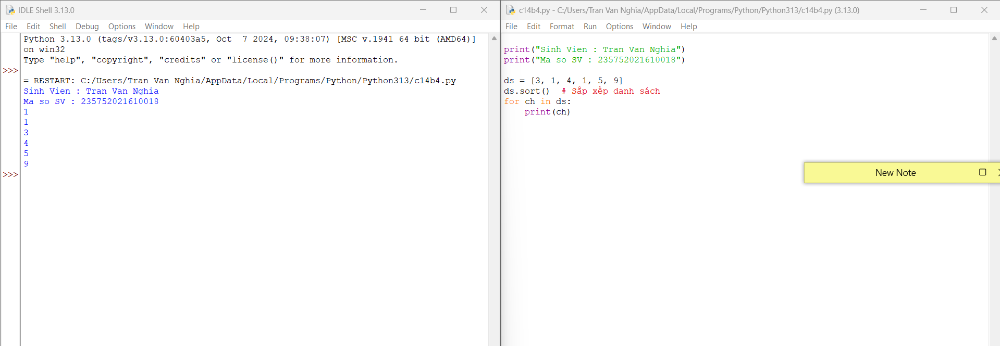 IDLE Shell 3.13.0
File Edit Shell Debug Options Window Help
Python 3.13.0 (tags/v3.13.0:60403a5, Oct  7 2024, 09:38:07) [MSC v.1941 64 bit (AMD64)]
on win32
Type "help", "copyright", "credits" or "license()" for more information.
>>>
= RESTART: C:/Users/Tran Van Nghia/AppData/Local/Programs/Python/Python313/c14b4.py
Sinh Vien : Tran Van Nghia
Ma so SV : 235752021610018
1
1
3
4
5
9
>>>
c14b4.py - C:/Users/Tran Van Nghia/AppData/Local/Programs/Python/Python313/c14b4.py (3.13.0)
File Edit Format Run Options Window Help
print("Sinh Vien : Tran Van Nghia")
print("Ma so SV : 235752021610018")
ds = [3, 1, 4, 1, 5, 9]
ds.sort()  # Sắp xếp danh sách
for ch in ds:
    print(ch)
New Note